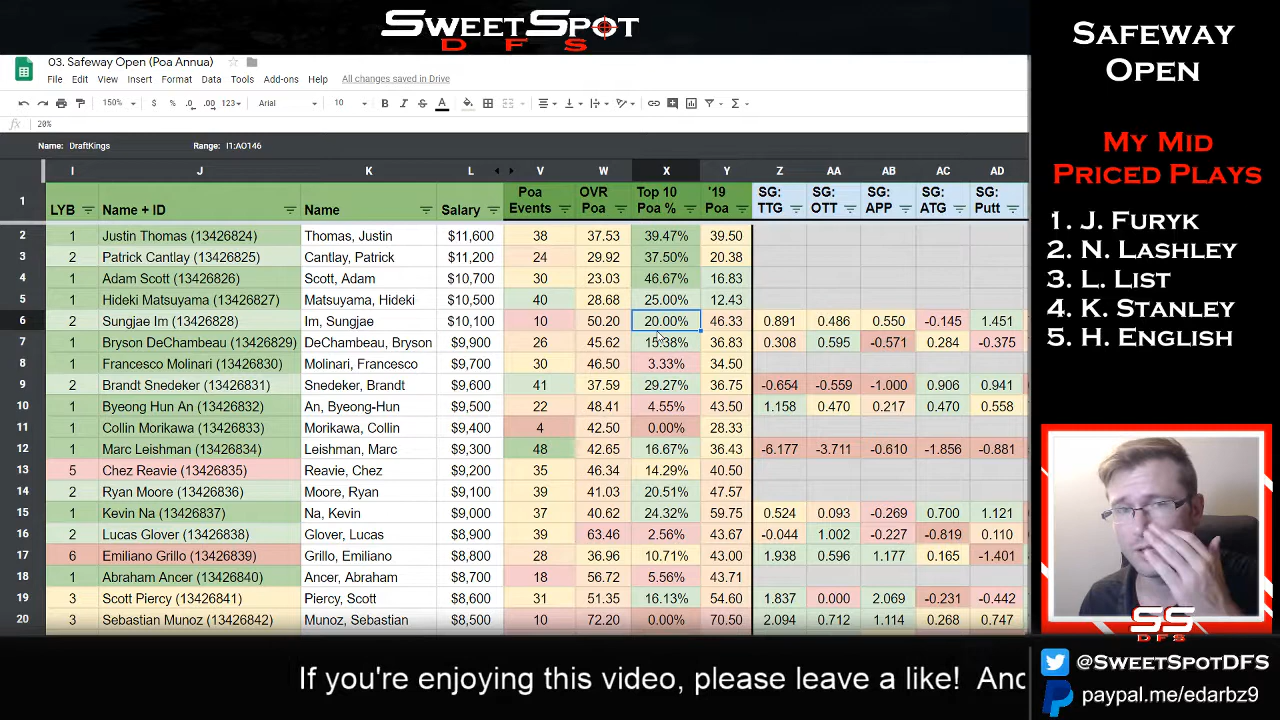 SweetSpot
DFS
03. Safeway Open (Poa Annua)
File Edit View Insert Format Data Tools Add-ons Help All changes saved in Drive
150% $ % .0 .00 123 Arial 10 B I S A
fx 20%
Name: DraftKings Range: I1:AO146
I J K L V W X Y Z AA AB AC AD
1 LYB Name + ID Name Salary Poa Events OVR Poa Top 10 Poa % '19 Poa SG: TTG SG: OTT SG: APP SG: ATG SG: Putt
2 1 Justin Thomas (13426824) Thomas, Justin $11,600 38 37.53 39.47% 39.50
3 2 Patrick Cantlay (13426825) Cantlay, Patrick $11,200 24 29.92 37.50% 20.38
4 1 Adam Scott (13426826) Scott, Adam $10,700 30 23.03 46.67% 16.83
5 1 Hideki Matsuyama (13426827) Matsuyama, Hideki $10,500 40 28.68 25.00% 12.43
6 2 Sungjae Im (13426828) Im, Sungjae $10,100 10 50.20 20.00% 46.33 0.891 0.486 0.550 -0.145 1.451
7 1 Bryson DeChambeau (13426829) DeChambeau, Bryso $9,900 26 45.62 15.38% 36.83 0.308 0.595 -0.571 0.284 -0.375
8 1 Francesco Molinari (13426830) Molinari, Francesco $9,700 30 46.50 3.33% 34.50
9 2 Brandt Snedeker (13426831) Snedeker, Brandt $9,600 41 37.59 29.27% 36.75 -0.654 -0.559 -1.000 0.906 0.941
10 1 Byeong Hun An (13426832) An, Byeong-Hun $9,500 22 48.41 4.55% 43.50 1.158 0.470 0.217 0.470 0.558
11 1 Collin Morikawa (13426833) Morikawa, Collin $9,400 4 42.50 0.00% 28.33
12 1 Marc Leishman (13426834) Leishman, Marc $9,300 48 42.65 16.67% 36.43 -6.177 -3.711 -0.610 -1.856 -0.881
13 5 Chez Reavie (13426835) Reavie, Chez $9,200 35 46.34 14.29% 40.50
14 2 Ryan Moore (13426836) Moore, Ryan $9,100 39 41.03 20.51% 47.57
15 1 Kevin Na (13426837) Na, Kevin $9,000 37 40.62 24.32% 59.75 0.524 0.093 -0.269 0.700 1.121
16 2 Lucas Glover (13426838) Glover, Lucas $8,900 39 63.46 2.56% 43.67 -0.044 1.002 -0.227 -0.819 0.110
17 6 Emiliano Grillo (13426839) Grillo, Emiliano $8,800 28 36.96 10.71% 43.00 1.938 0.596 1.177 0.165 -1.401
18 1 Abraham Ancer (13426840) Ancer, Abraham $8,700 18 56.72 5.56% 43.71
19 3 Scott Piercy (13426841) Piercy, Scott $8,600 31 51.35 16.13% 54.60 1.837 0.000 2.069 -0.231 -0.442
20 3 Sebastian Munoz (13426842) Munoz, Sebastian $8,500 10 72.20 0.00% 70.50 2.094 0.712 1.114 0.268 0.747
If you're enjoying this video, please leave a like! And
Safeway
Open
My Mid
Priced Plays
1. J. Furyk
2. N. Lashley
3. L. List
4. K. Stanley
5. H. English
SS
DFS
@SweetSpotDFS
paypal.me/edarbz9